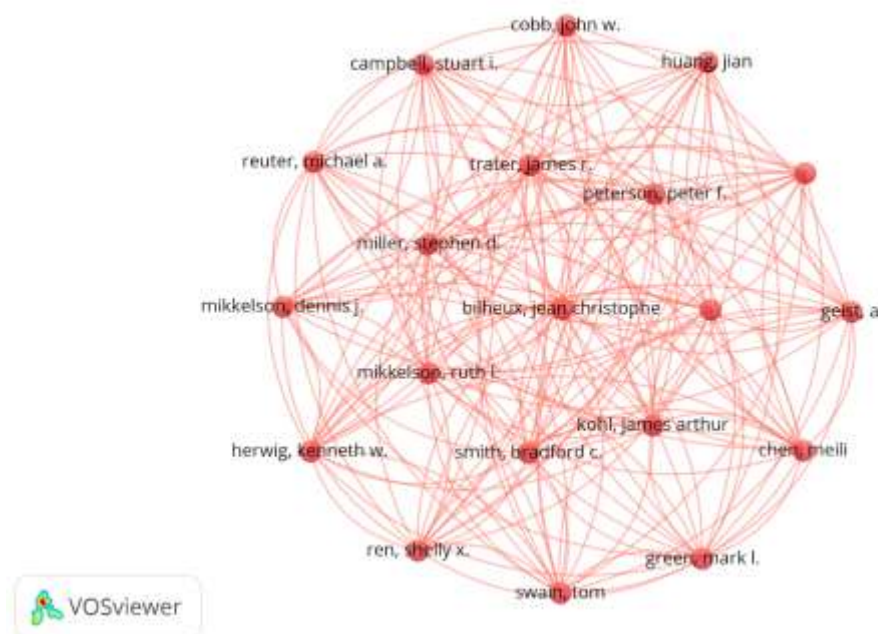 cobb, john w.
campbell, stuart i.
huang, jian
reuter, michael a.
trater, james r.
peterson, peter f.
miller, stephen d.
mikkelson, dennis j.
bilheux, jean christophe
geist, a
mikkelson, ruth l.
kohl, james arthur
herwig, kenneth w.
smith, bradford c.
chen, meili
ren, shelly x.
green, mark l.
swain, tom
VOSviewer